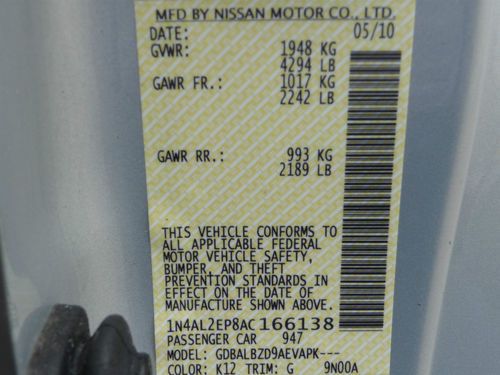 MFD BY NISSAN MOTOR CO., LTD.
DATE: 05/10
GVWR: 1948 KG
4294 LB
GAWR FR.: 1017 KG
2242 LB
GAWR RR.: 993 KG
2189 LB
THIS VEHICLE CONFORMS TO
ALL APPLICABLE FEDERAL
MOTOR VEHICLE SAFETY,
BUMPER, AND THEFT
PREVENTION STANDARDS IN
EFFECT ON THE DATE OF
MANUFACTURE SHOWN ABOVE.
1N4AL2EP8AC166138
PASSENGER CAR 947
MODEL: GDBALBZD9AEVAPK---
COLOR: K12 TRIM: G 9N00A